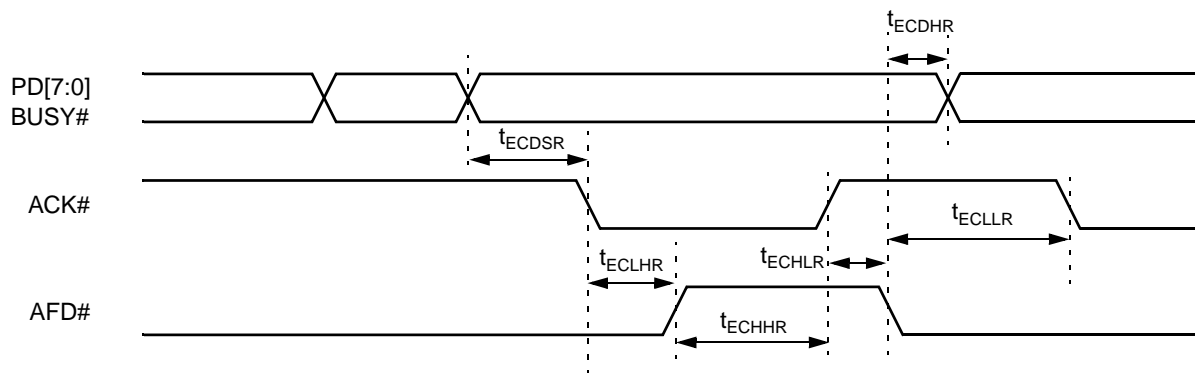 tECDHR
PD[7:0]
BUSY#
tECDSR
ACK#
tECLLR
tECLHR
tECHLR
AFD#
tECHHR